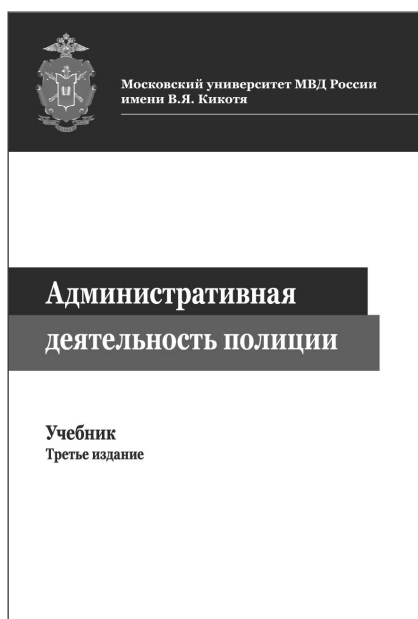 Московский университет МВД России
имени В.Я. Кикотя
Административная
деятельность полиции
Учебник
Третье издание